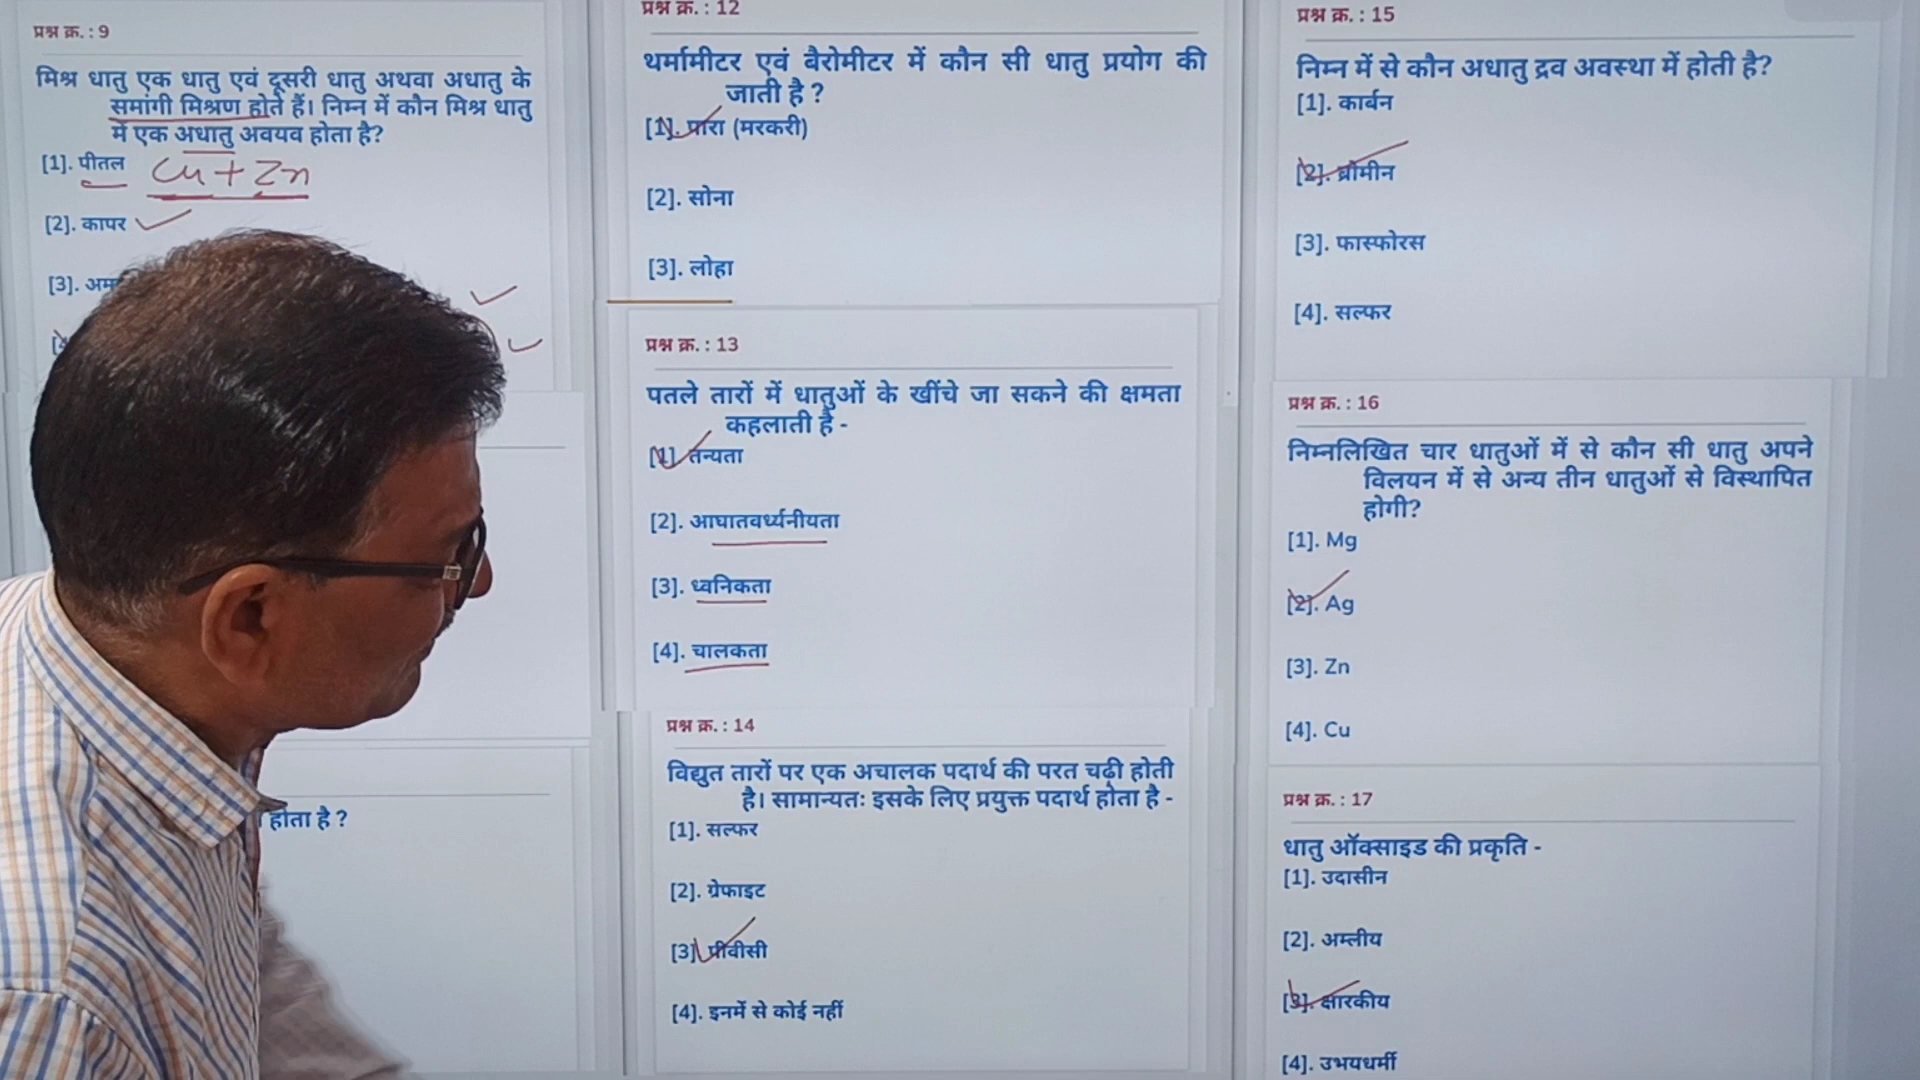 प्रश्न क्र. : 9
मिश्र धातु एक धातु एवं दूसरी धातु अथवा अधातु के
समांगी मिश्रण होते हैं। निम्न में कौन मिश्र धातु
में एक अधातु अवयव होता है?
[1]. पीतल Cu + Zn
[2]. कापर
[3].
होता है ?
प्रश्न क्र. : 12
थर्मामीटर एवं बैरोमीटर में कौन सी धातु प्रयोग की
जाती है ?
[1]. पारा (मरकरी)
[2]. सोना
[3]. लोहा
प्रश्न क्र. : 13
पतले तारों में धातुओं के खींचे जा सकने की क्षमता
कहलाती है -
[1]. तन्यता
[2]. आघातवर्ध्यनीयता
[3]. ध्वनिकता
[4]. चालकता
प्रश्न क्र. : 14
विद्युत तारों पर एक अचालक पदार्थ की परत चढ़ी होती
है। सामान्यतः इसके लिए प्रयुक्त पदार्थ होता है -
[1]. सल्फर
[2]. ग्रेफाइट
[3]. पीवीसी
[4]. इनमें से कोई नहीं
प्रश्न क्र. : 15
निम्न में से कौन अधातु द्रव अवस्था में होती है?
[1]. कार्बन
[2]. ब्रोमीन
[3]. फास्फोरस
[4]. सल्फर
प्रश्न क्र. : 16
निम्नलिखित चार धातुओं में से कौन सी धातु अपने
विलयन में से अन्य तीन धातुओं से विस्थापित
होगी?
[1]. Mg
[2]. Ag
[3]. Zn
[4]. Cu
प्रश्न क्र. : 17
धातु ऑक्साइड की प्रकृति -
[1]. उदासीन
[2]. अम्लीय
[3]. क्षारकीय
[4]. उभयधर्मी